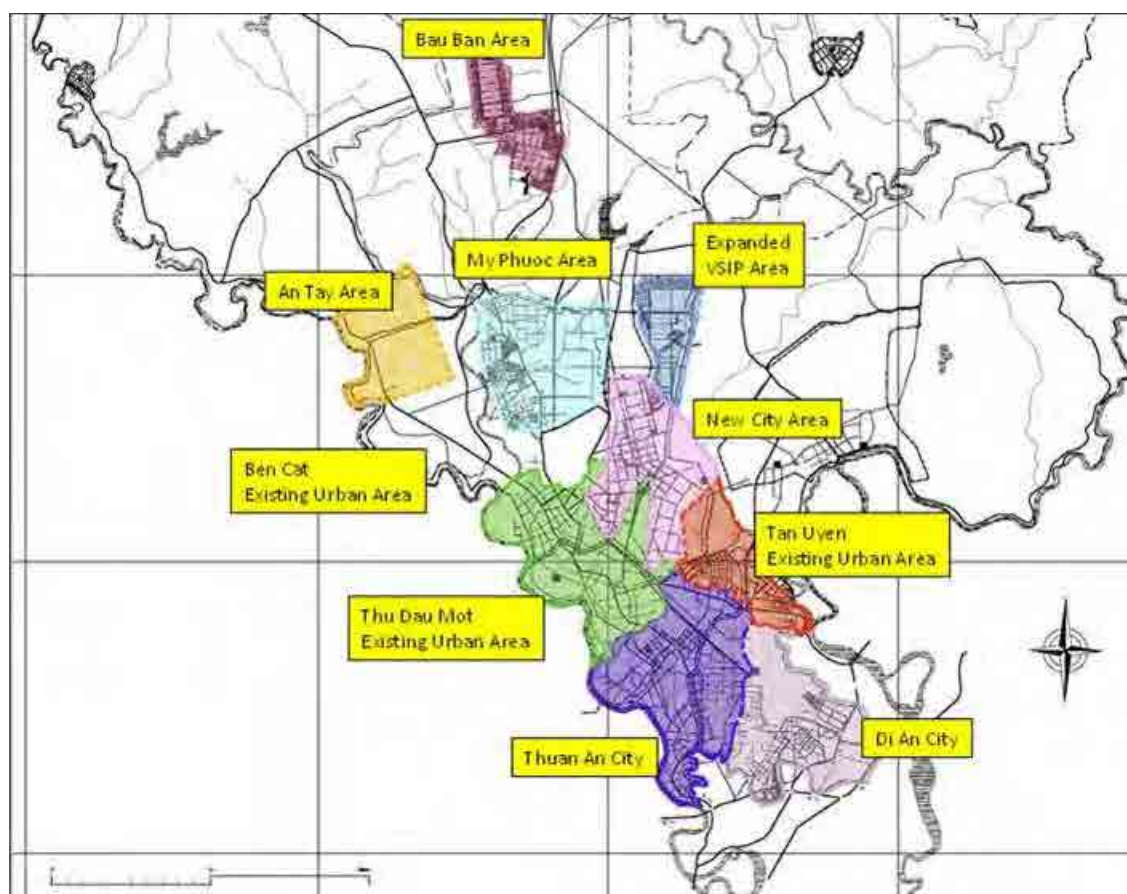 Bau Ban Area
My Phuoc Area
Expanded
VSIP Area
An Tay Area
New City Area
Ben Cat
Existing Urban Area
Tan Uyen
Existing Urban Area
Thu Dau Mot
Existing Urban Area
Thuan An City
Di An City